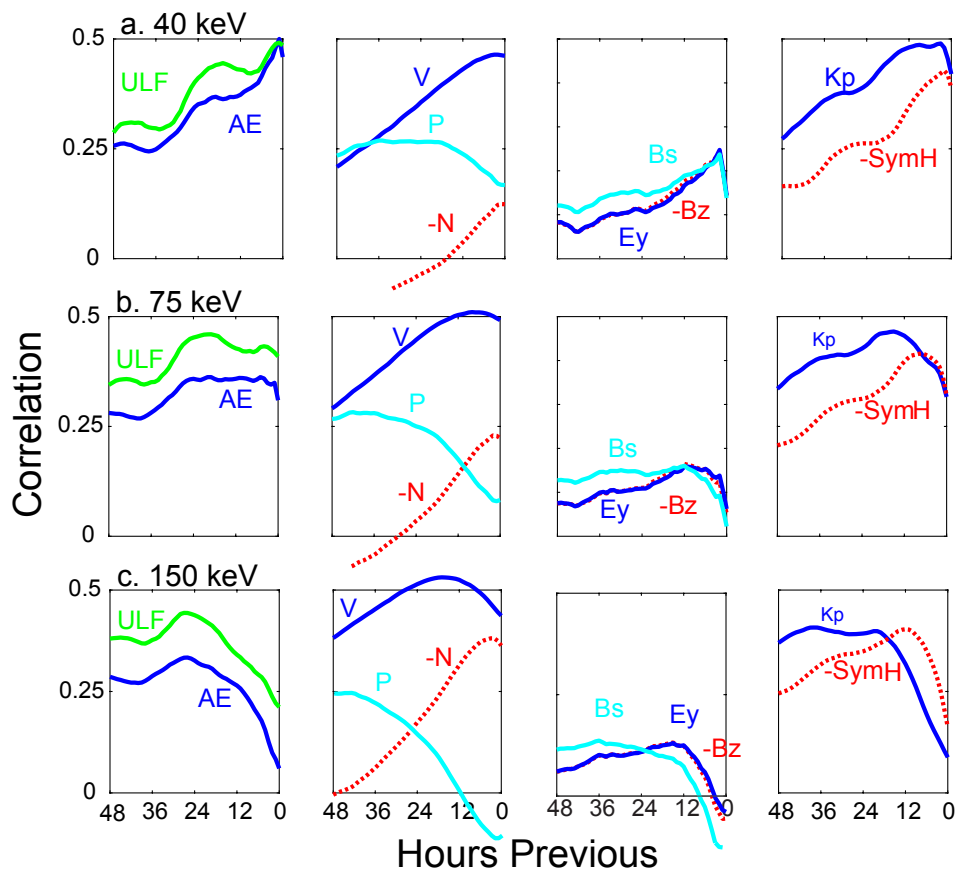 a. 40 keV
0.5
0.25
0
ULF
AE
V
P
-N
Bs
-Bz
Ey
Kp
-SymH
b. 75 keV
0.5
0.25
0
ULF
AE
V
P
-N
Bs
Ey
-Bz
Kp
-SymH
Correlation
c. 150 keV
0.5
0.25
0
ULF
AE
V
-N
P
Bs
Ey
-Bz
Kp
-SymH
48 36 24 12 0
48 36 24 12 0
48 36 24 12 0
48 36 24 12 0
Hours Previous